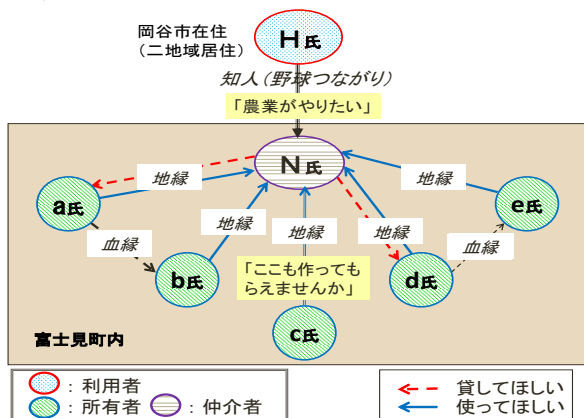 岡谷市在住
(二地域居住)
H氏
知人(野球つながり)
「農業がやりたい」
N氏
地縁
地縁
a氏
e氏
地縁
地縁
地縁
血縁
血縁
b氏
d氏
「ここも作っても
らえませんか」
c氏
富士見町内
:利用者
:所有者
:仲介者
貸してほしい
使ってほしい